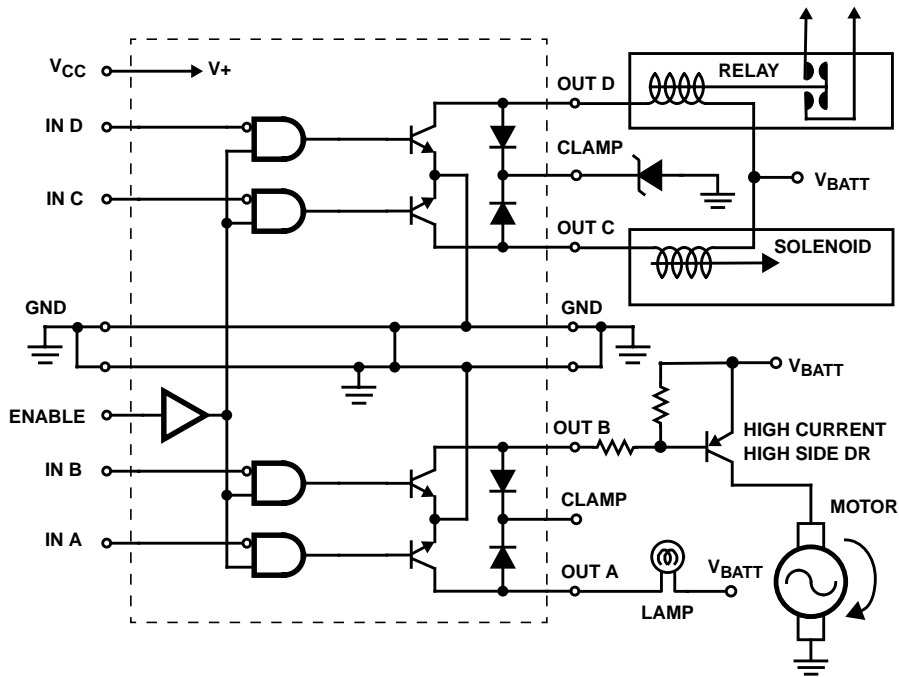 V_CC
V+
OUT D
RELAY
IN D
CLAMP
IN C
V_BATT
OUT C
SOLENOID
GND
GND
V_BATT
ENABLE
OUT B
HIGH CURRENT
HIGH SIDE DR
IN B
CLAMP
MOTOR
IN A
OUT A
V_BATT
LAMP